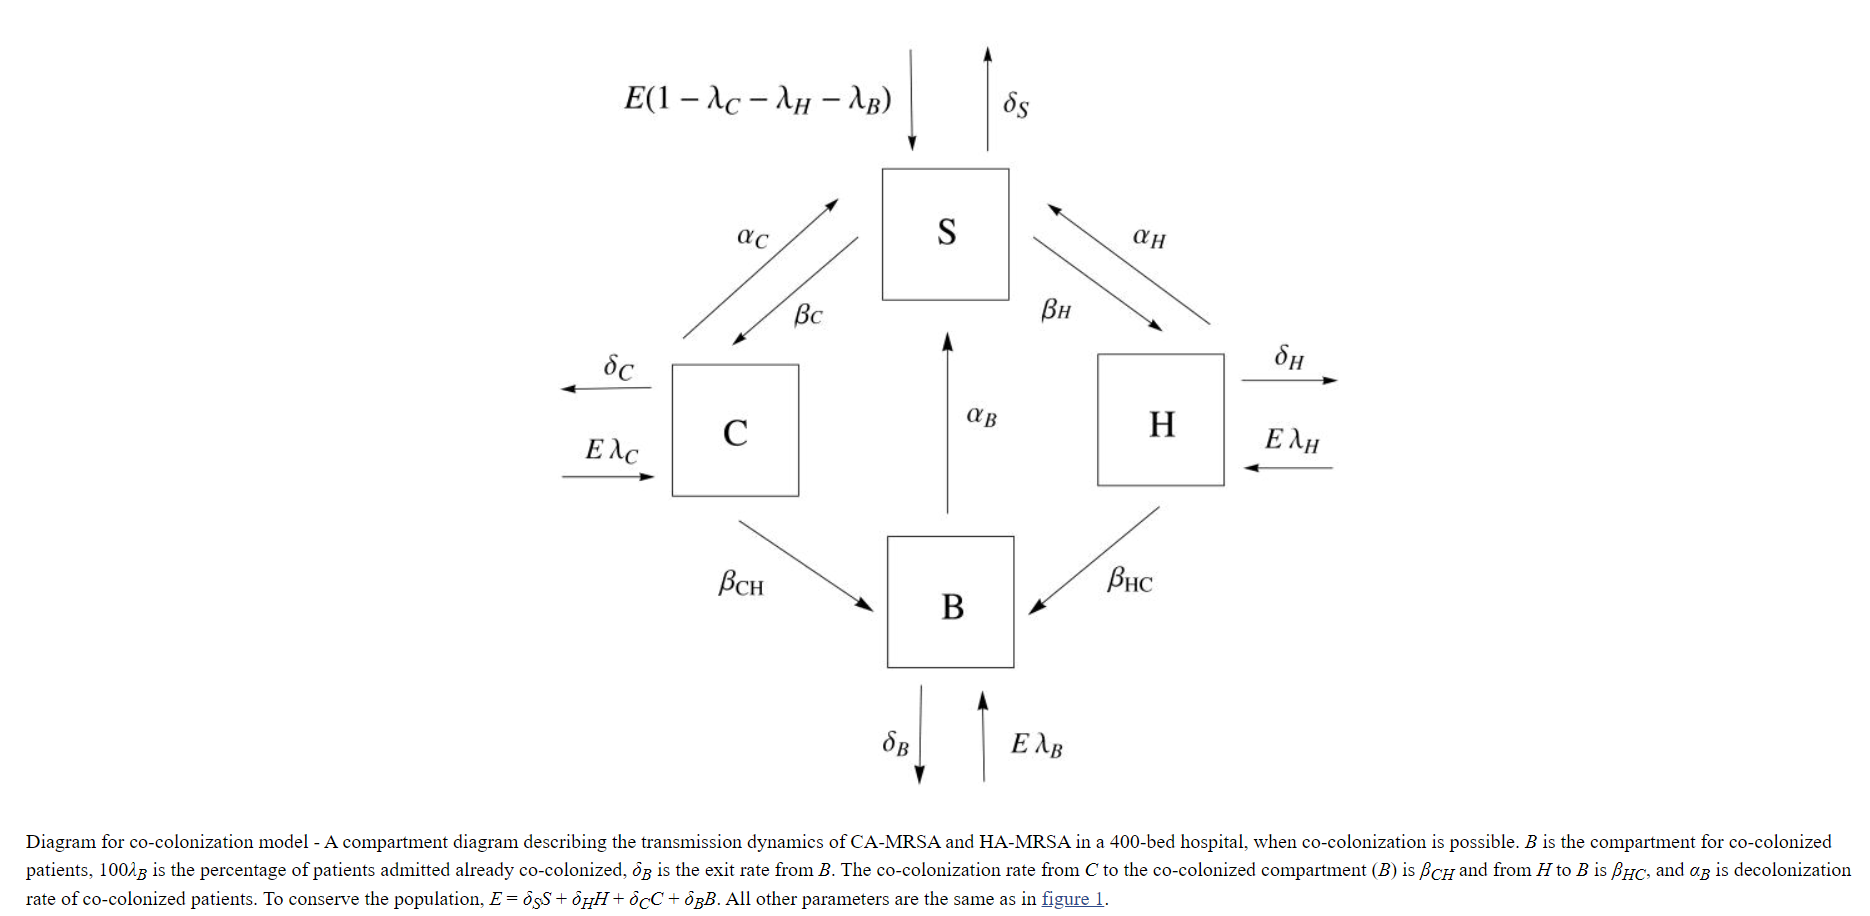 E(1 − λC − λH − λB)
δS
αC
S
αH
βC
βH
δC
δH
αB
C
H
E λC
E λH
βCH
βHC
B
δB
E λB
Diagram for co-colonization model - A compartment diagram describing the transmission dynamics of CA-MRSA and HA-MRSA in a 400-bed hospital, when co-colonization is possible. B is the compartment for co-colonized
patients, 100λB is the percentage of patients admitted already co-colonized, δB is the exit rate from B. The co-colonization rate from C to the co-colonized compartment (B) is βCH and from H to B is βHC, and αB is decolonization
rate of co-colonized patients. To conserve the population, E = δSS + δHH + δCC + δBB. All other parameters are the same as in figure 1.